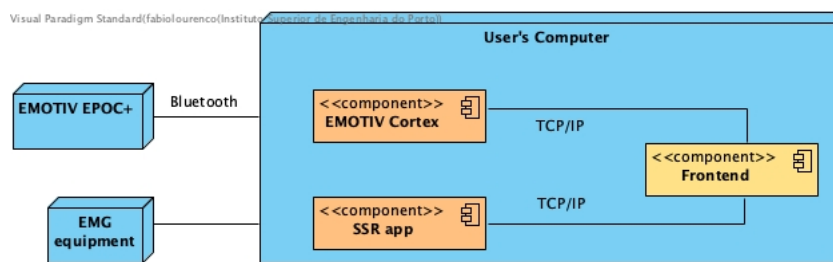 Visual Paradigm Standard(fabiolourenco(Instituto Superior de Engenharia do Porto))
User's Computer
EMOTIV EPOC+
Bluetooth
<<component>>
EMOTIV Cortex
TCP/IP
<<component>>
Frontend
<<component>>
SSR app
TCP/IP
EMG
equipment